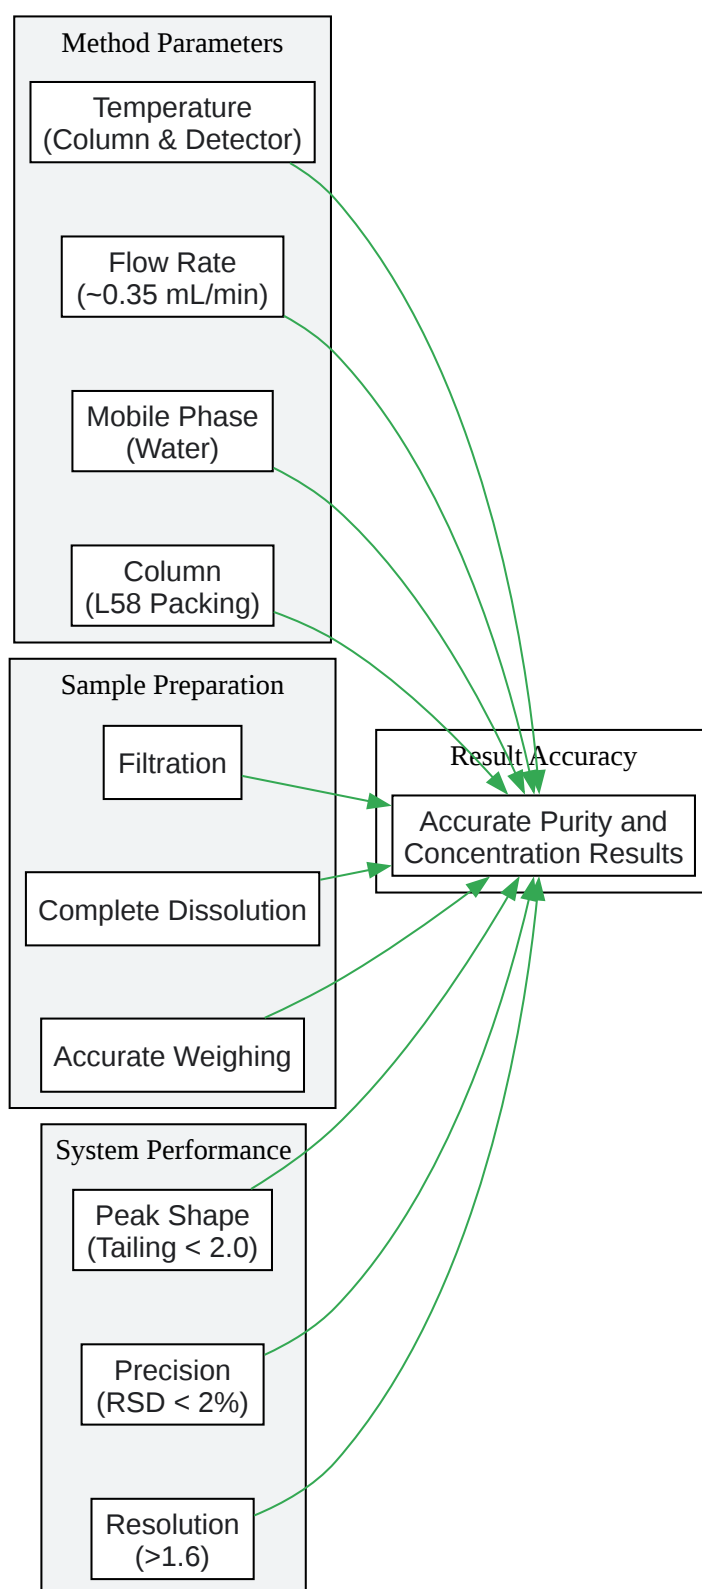 Method Parameters
Temperature
(Column & Detector)
Flow Rate
(~0.35 mL/min)
Mobile Phase
(Water)
Column
(L58 Packing)
Sample Preparation
Filtration
Complete Dissolution
Accurate Weighing
System Performance
Peak Shape
(Tailing < 2.0)
Precision
(RSD < 2%)
Resolution
(>1.6)
Result Accuracy
Accurate Purity and
Concentration Results